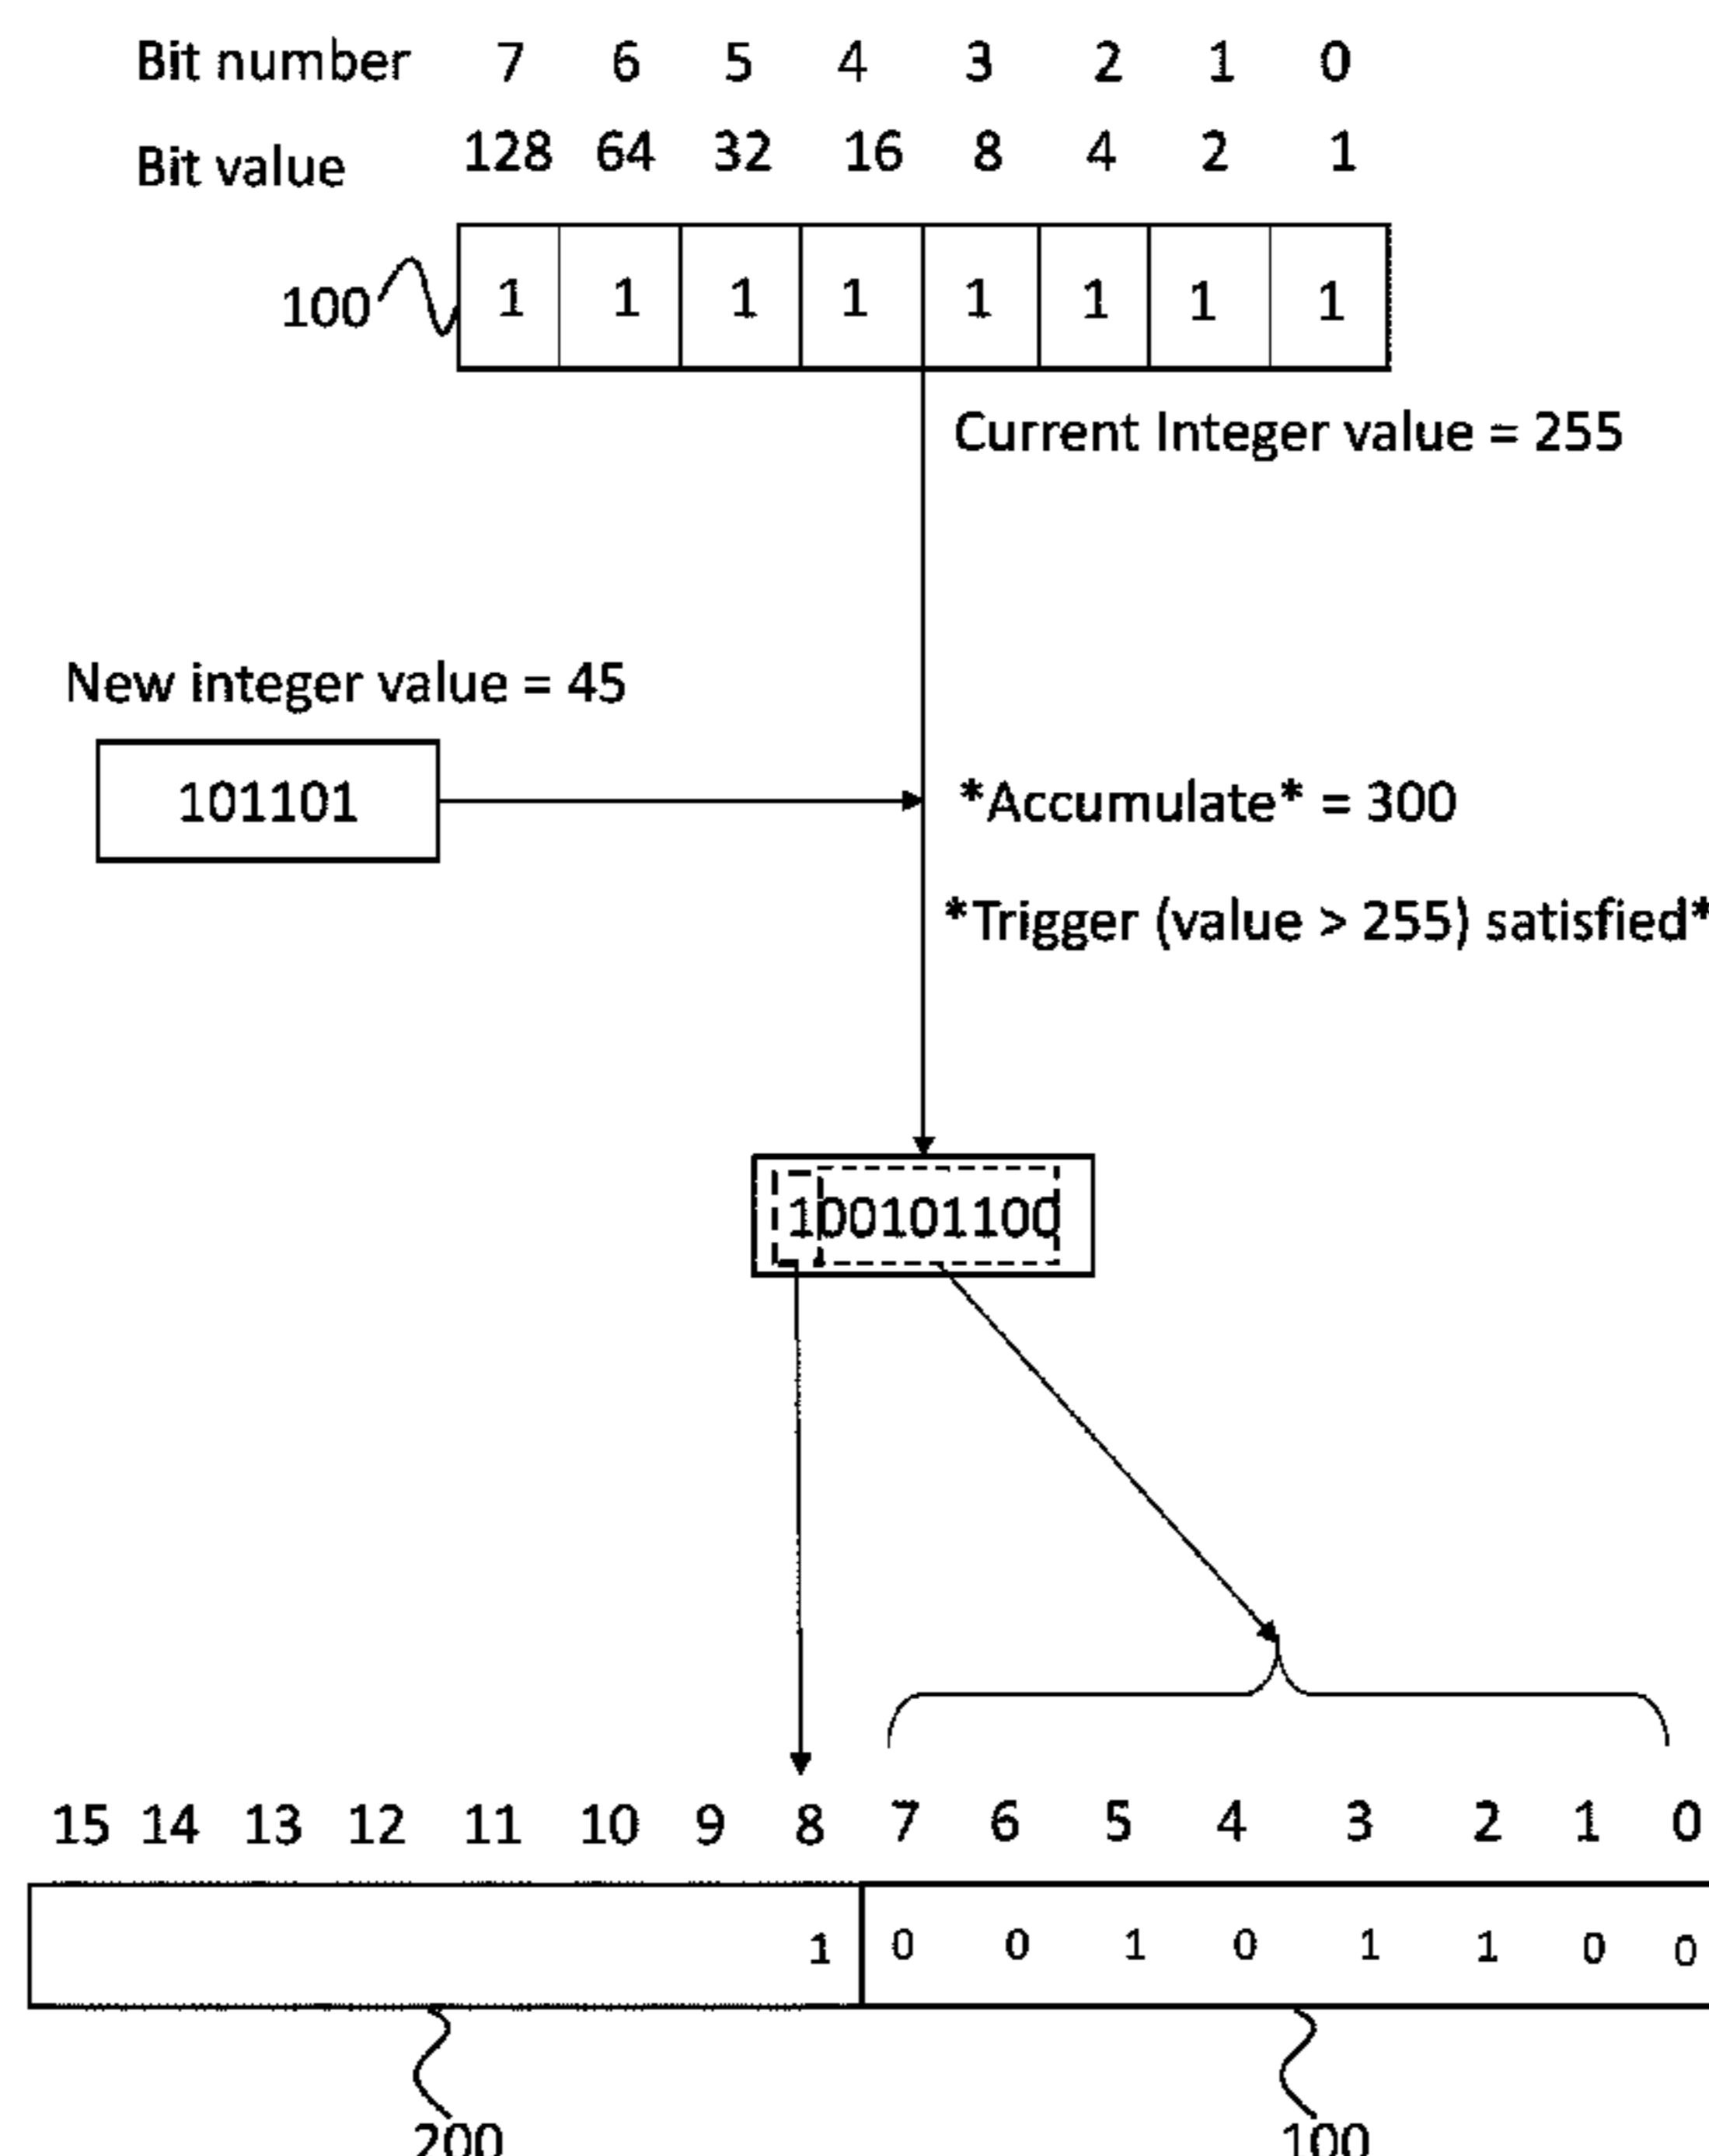 Bit number 7 6 5 4 3 2 1 0
Bit value 128 64 32 16 8 4 2 1
100 1 1 1 1 1 1 1 1
Current Integer value = 255
New integer value = 45
101101
*Accumulate* = 300
*Trigger (value > 255) satisfied*
100101100
15 14 13 12 11 10 9 8 7 6 5 4 3 2 1 0
1 0 0 1 0 1 1 0 0
200 100